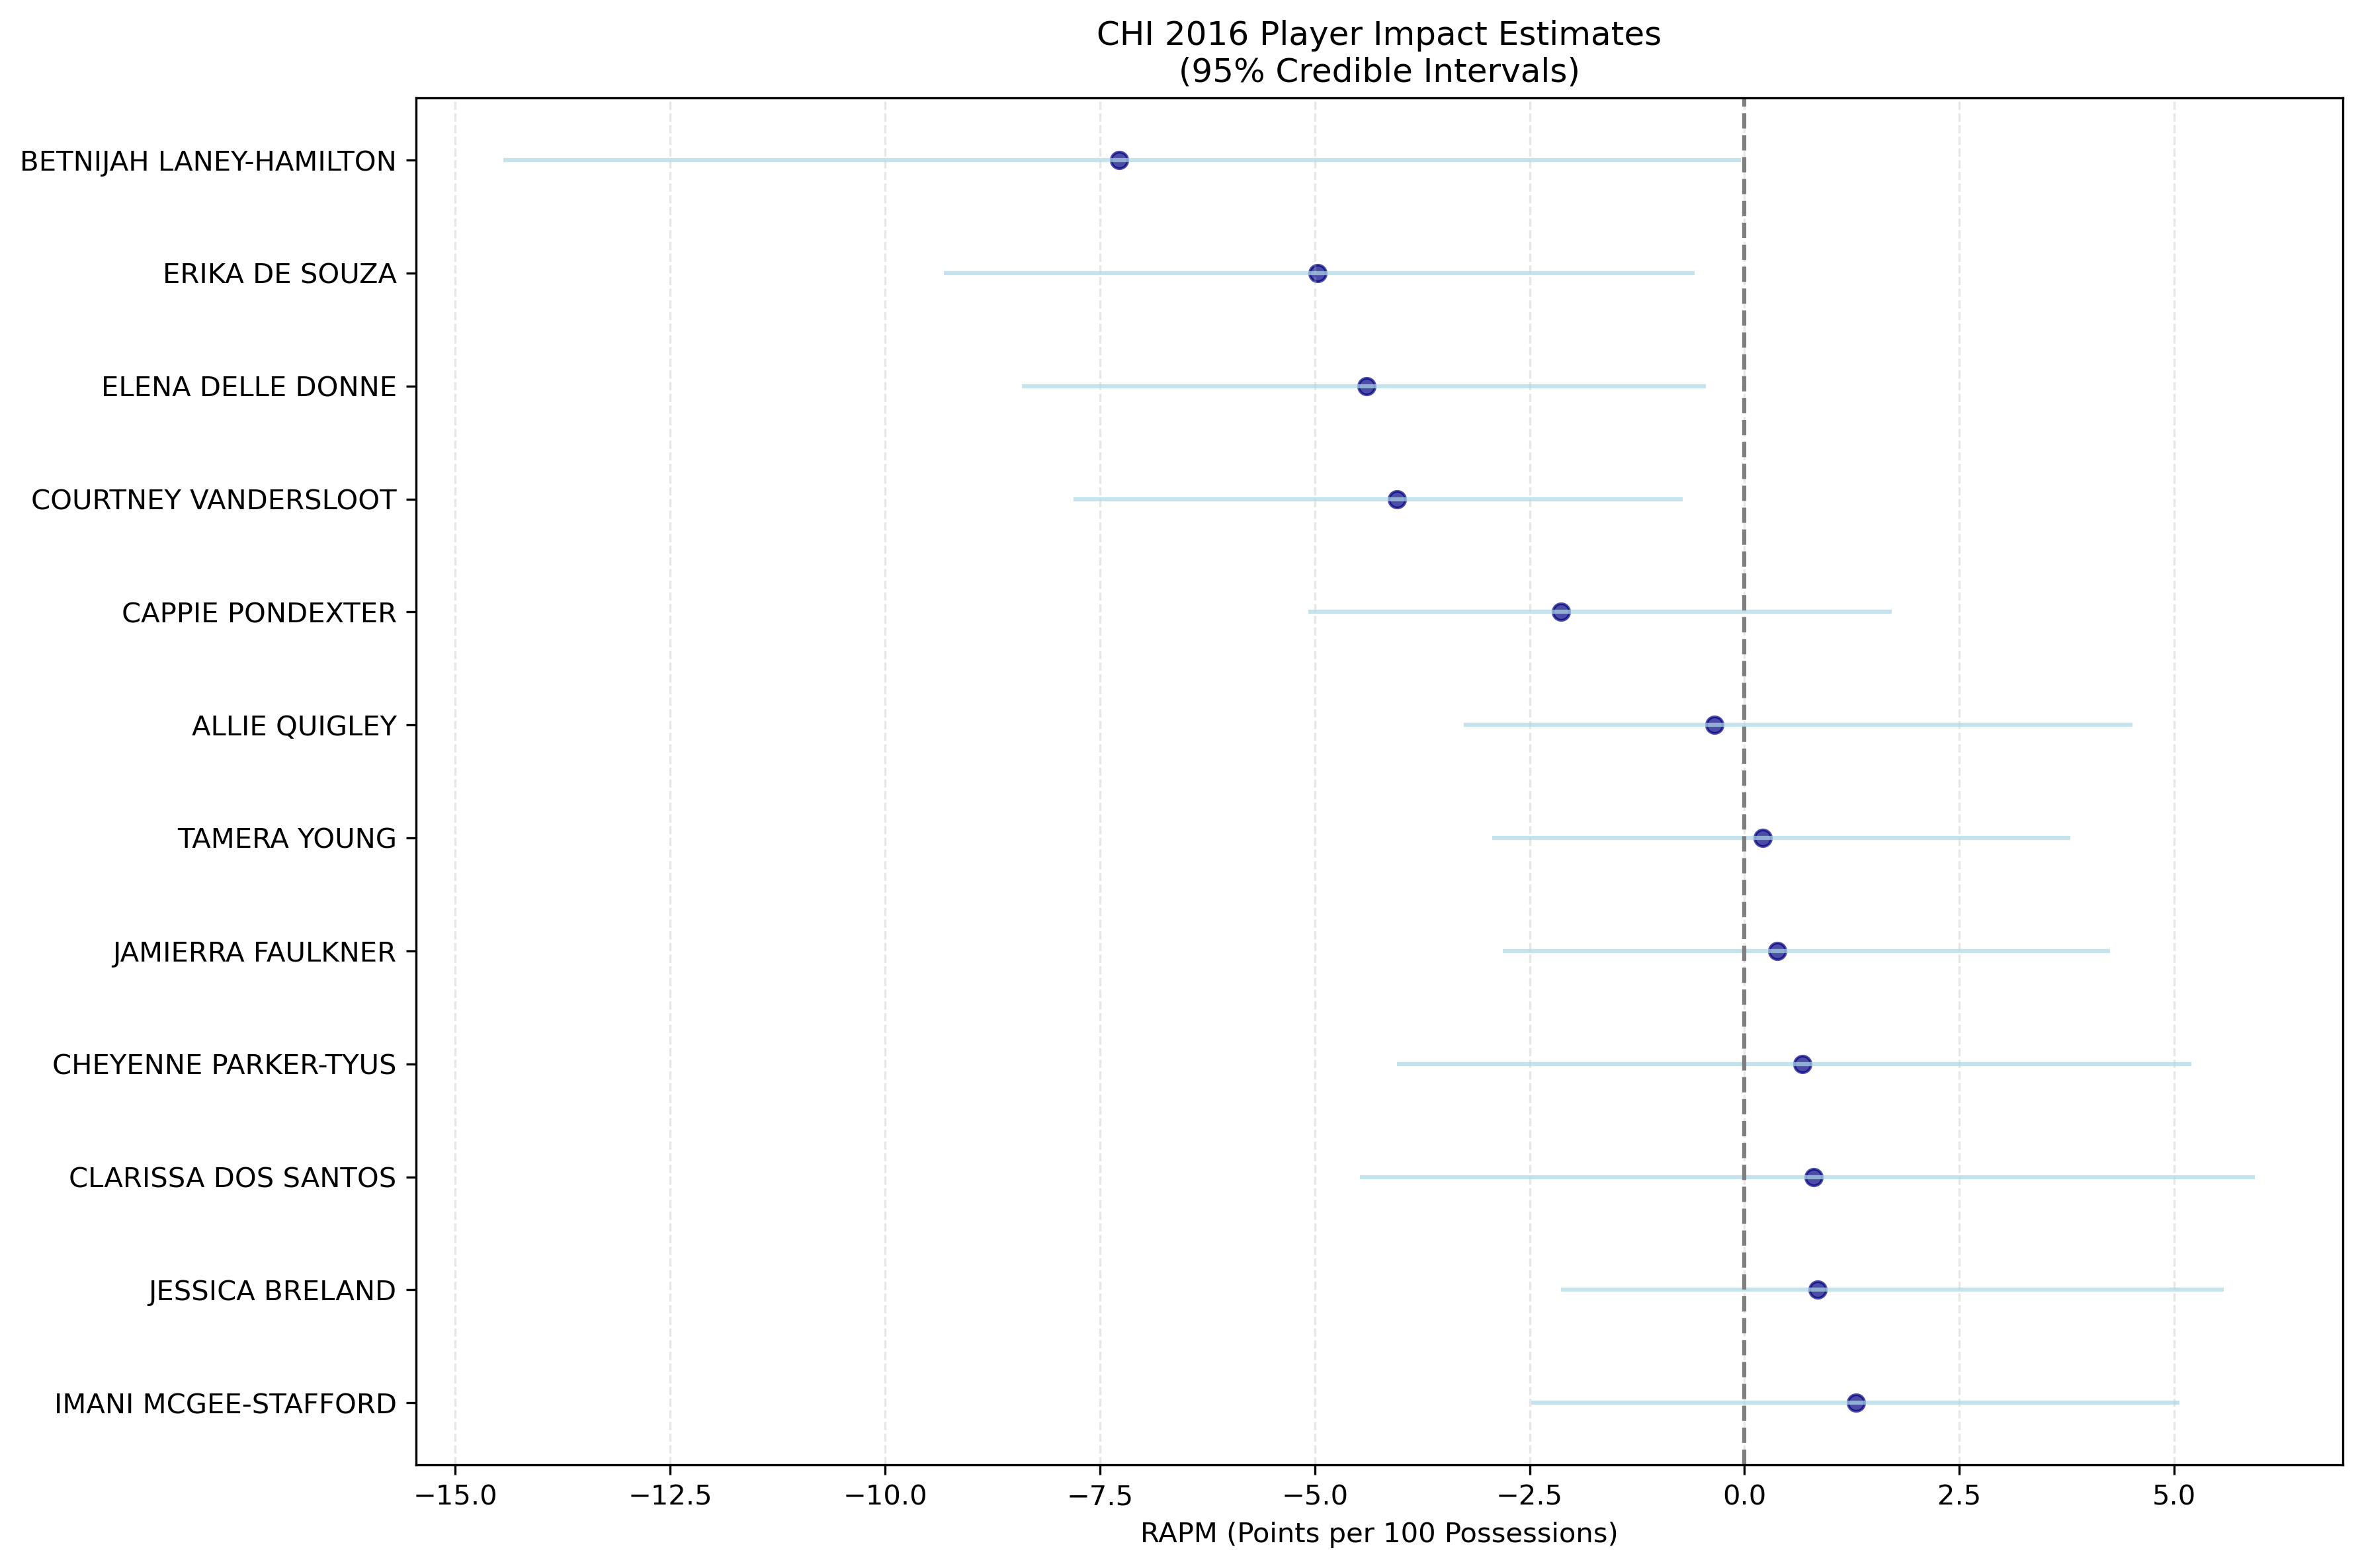 CHI 2016 Player Impact Estimates
(95% Credible Intervals)
BETNIJAH LANEY-HAMILTON
ERIKA DE SOUZA
ELENA DELLE DONNE
COURTNEY VANDERSLOOT
CAPPIE PONDEXTER
ALLIE QUIGLEY
TAMERA YOUNG
JAMIERRA FAULKNER
CHEYENNE PARKER-TYUS
CLARISSA DOS SANTOS
JESSICA BRELAND
IMANI MCGEE-STAFFORD
−15.0 −12.5 −10.0 −7.5 −5.0 −2.5 0.0 2.5 5.0
RAPM (Points per 100 Possessions)